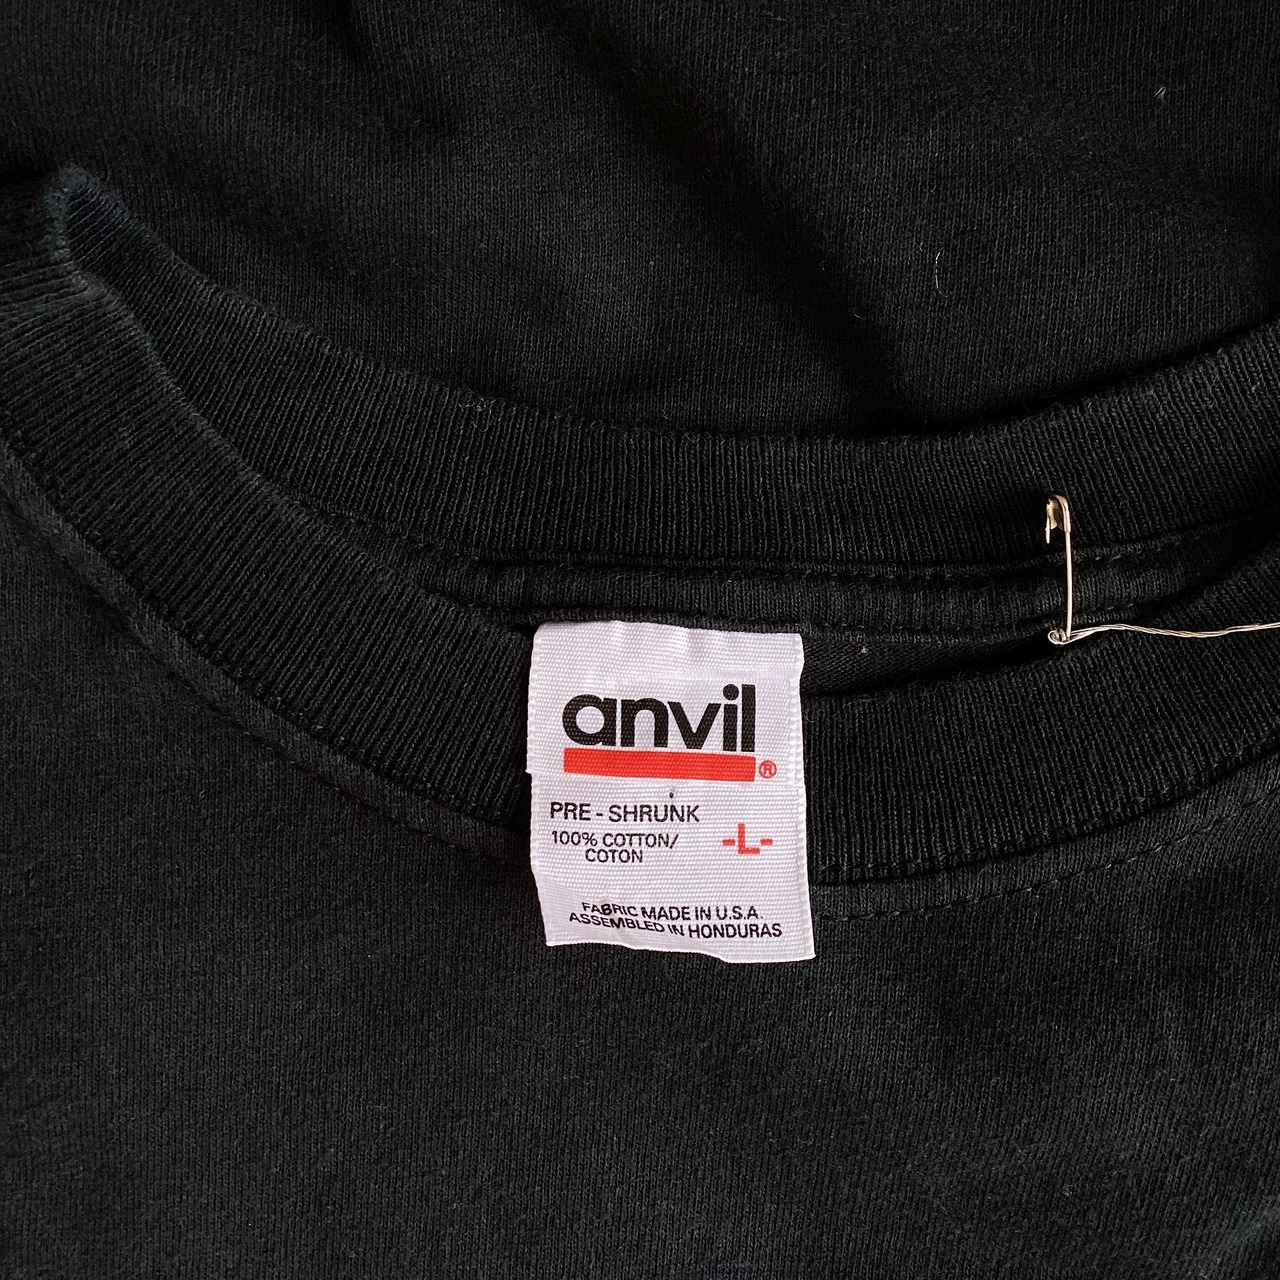 anvil®
PRE - SHRUNK
100% COTTON/
COTON
-L-
FABRIC MADE IN U.S.A.
ASSEMBLED IN HONDURAS